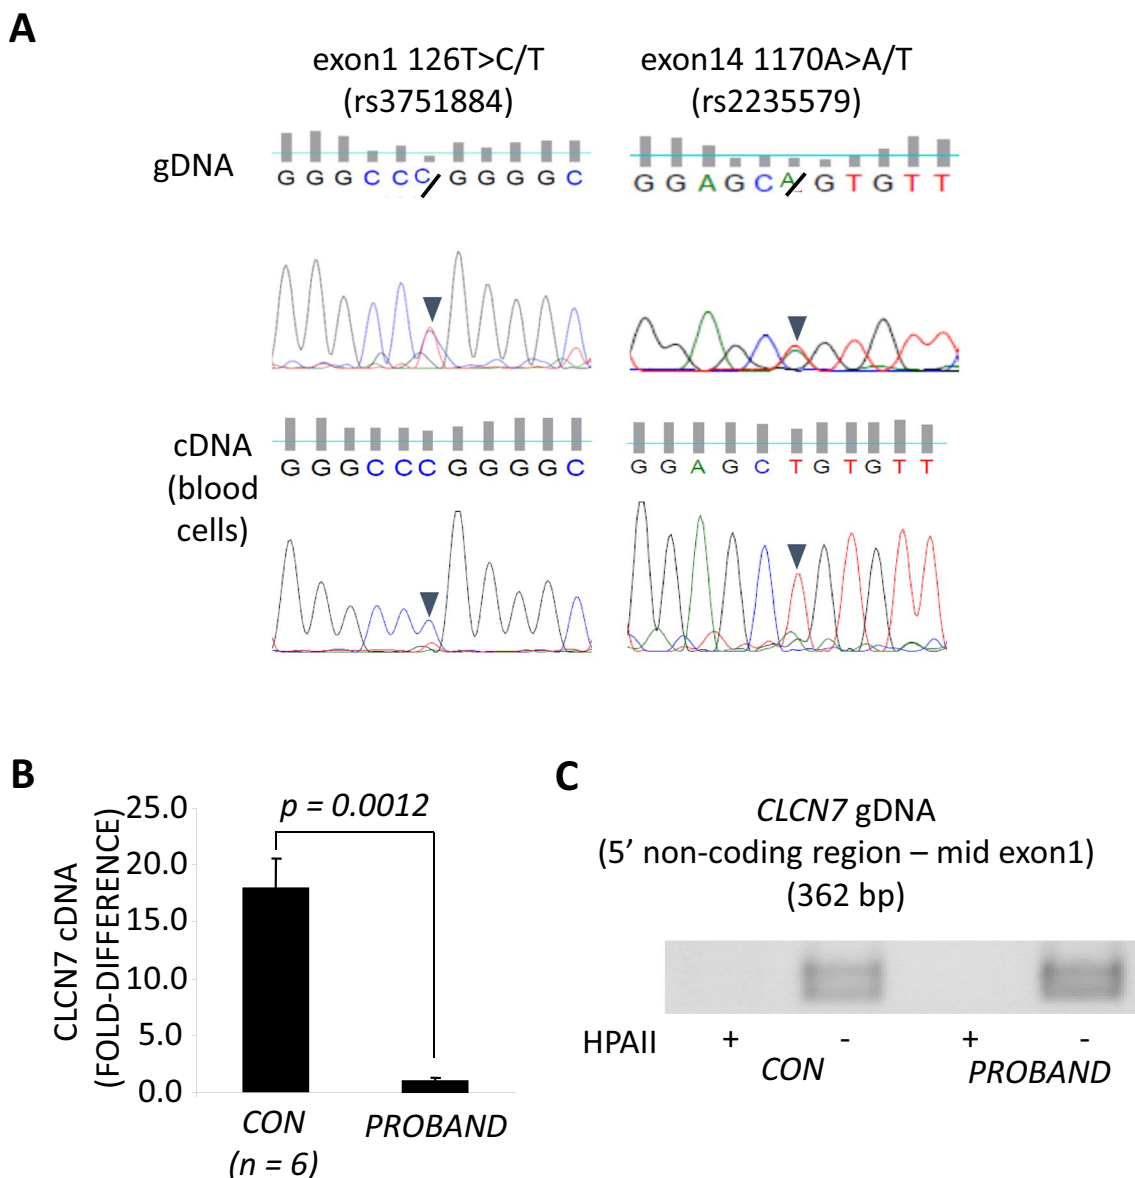 A
exon1 126T>C/T
(rs3751884)
exon14 1170A>A/T
(rs2235579)
gDNA
G G G C C C G G G G C
G G A G C A G T G T T
cDNA
(blood
cells)
G G G C C C G G G G C
G G A G C T G T G T T
B
CLCN7 cDNA
(FOLD-DIFFERENCE)
25.0
20.0
15.0
10.0
5.0
0.0
p = 0.0012
CON
(n = 6)
PROBAND
C
CLCN7 gDNA
(5’ non-coding region – mid exon1)
(362 bp)
HPAII + - + -
CON PROBAND